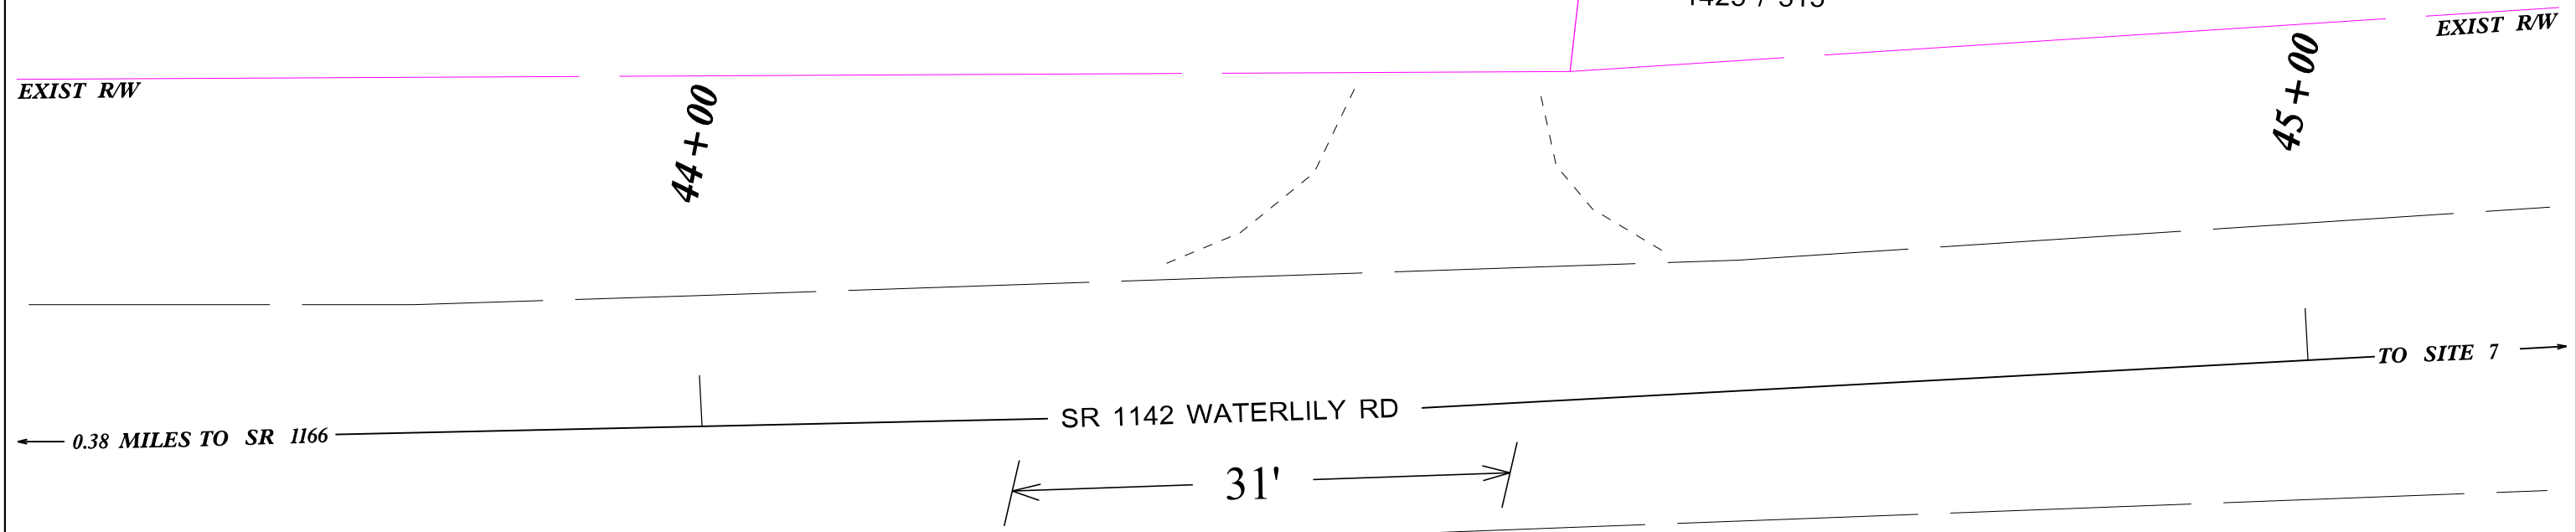 EXIST R/W
EXIST R/W
44+00
45+00
TO SITE 7
SR 1142 WATERLILY RD
0.38 MILES TO SR 1166
31'